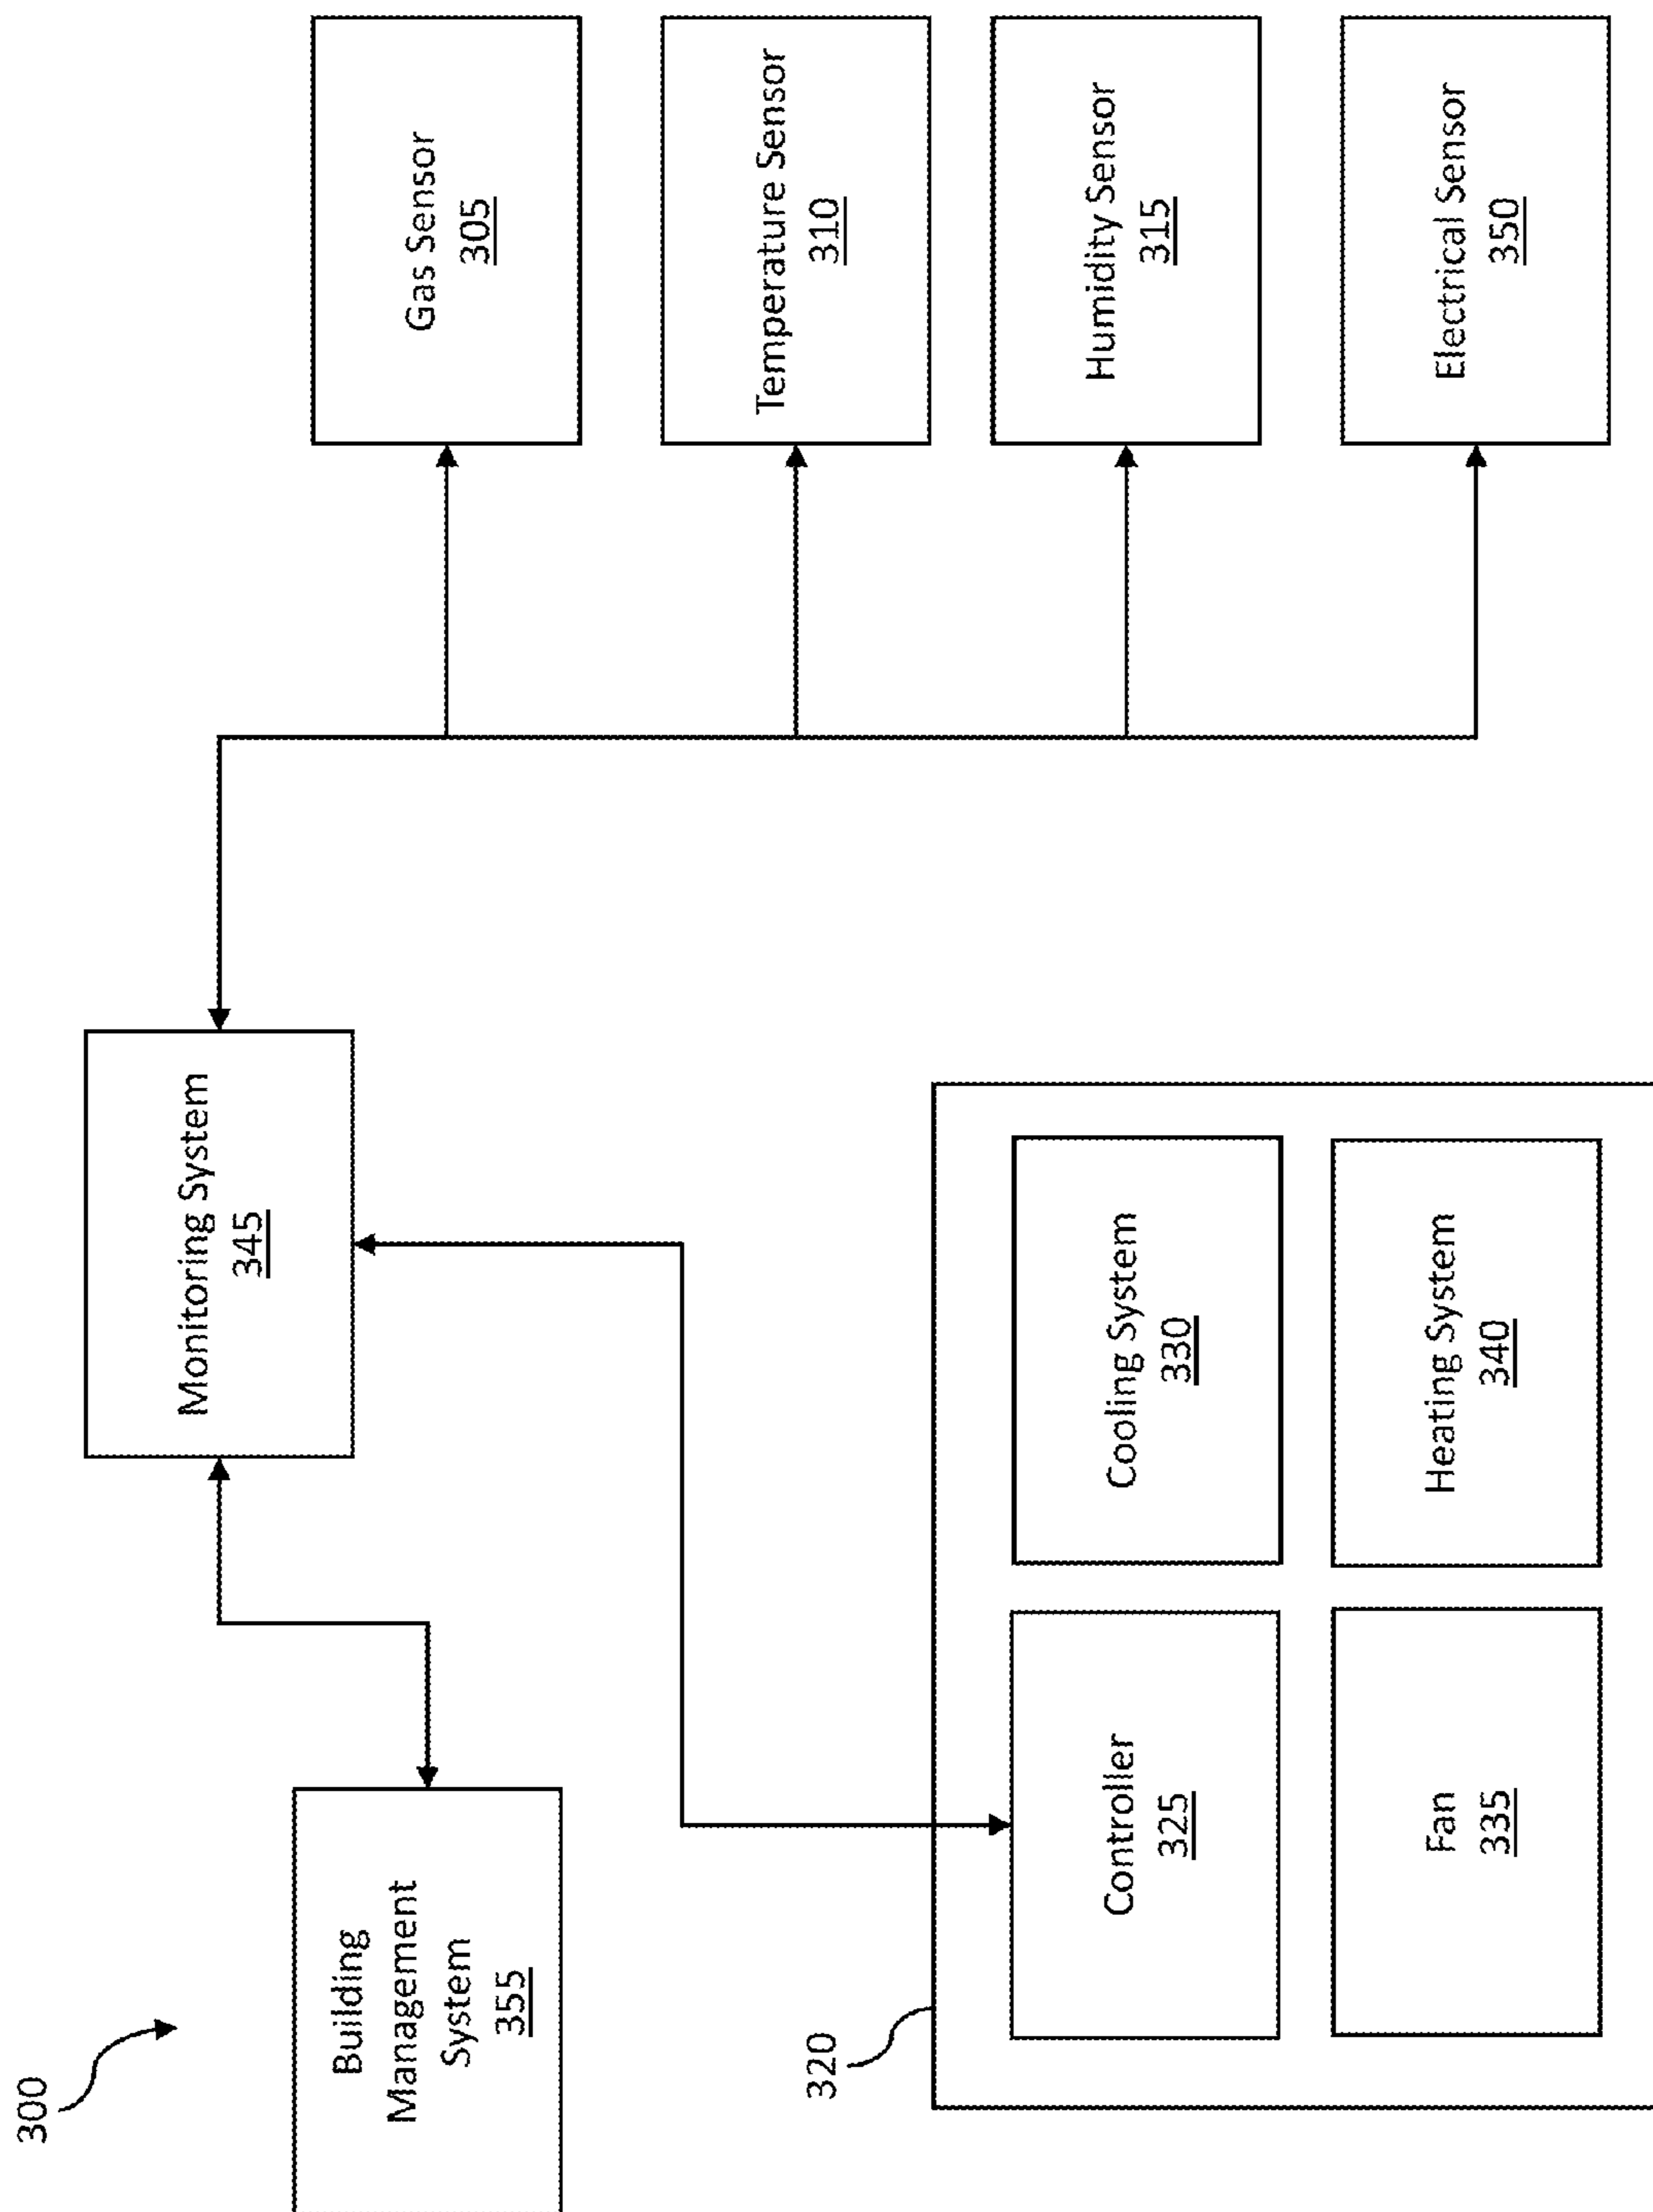 300
Building
Management
System
355
Monitoring System
345
Gas Sensor
305
Temperature Sensor
310
Humidity Sensor
315
Electrical Sensor
350
320
Controller
325
Cooling System
330
Fan
335
Heating System
340